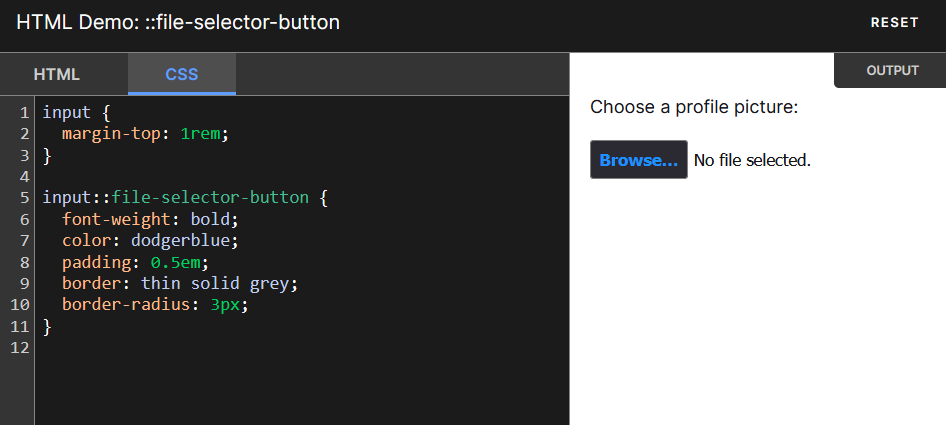 HTML Demo: ::file-selector-button
RESET
HTML
CSS
OUTPUT
1 input {
2   margin-top: 1rem;
3 }
4
5 input::file-selector-button {
6   font-weight: bold;
7   color: dodgerblue;
8   padding: 0.5em;
9   border: thin solid grey;
10   border-radius: 3px;
11 }
12
Choose a profile picture:
Browse... No file selected.